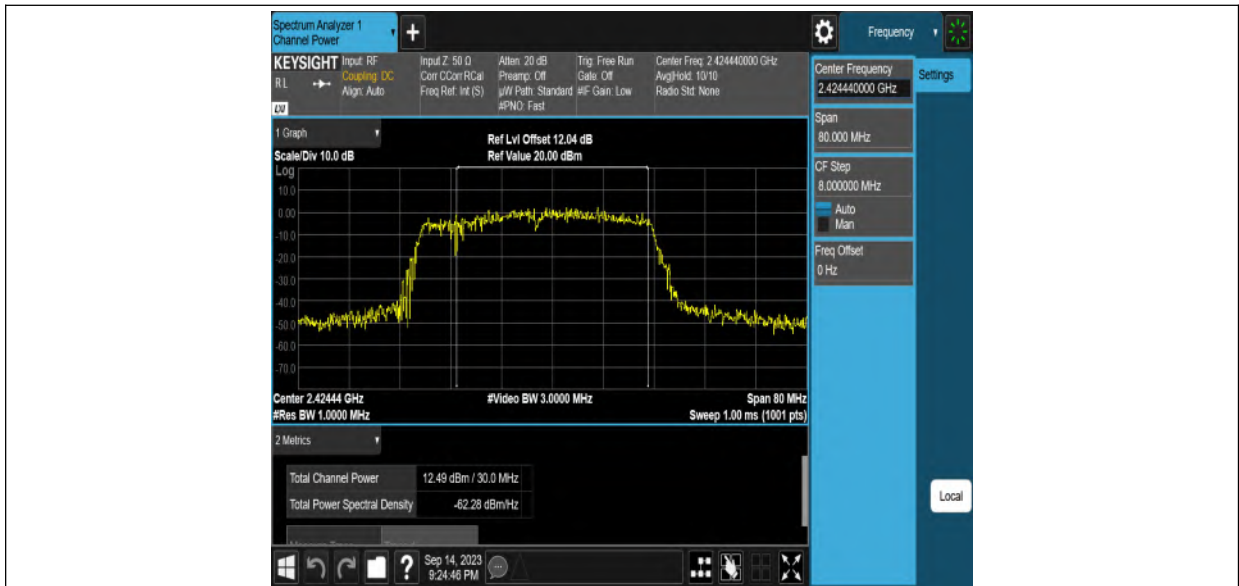 Spectrum Analyzer 1
Channel Power
Frequency
KEYSIGHT
R L
LXI
Input: RF
Coupling: DC
Align: Auto
Input Z: 50 Ω
Corr CCorr RCal
Freq Ref: Int (S)
Atten: 20 dB
Preamp: Off
µW Path: Standard
#PNO: Fast
Trig: Free Run
Gate: Off
#IF Gain: Low
Center Freq: 2.424440000 GHz
Avg|Hold: 10/10
Radio Std: None
1 Graph
Scale/Div 10.0 dB
Ref Lvl Offset 12.04 dB
Ref Value 20.00 dBm
Log
10.0
0.00
-10.0
-20.0
-30.0
-40.0
-50.0
-60.0
-70.0
Center 2.42444 GHz
#Video BW 3.0000 MHz
Span 80 MHz
#Res BW 1.0000 MHz
Sweep 1.00 ms (1001 pts)
2 Metrics
Total Channel Power 12.49 dBm / 30.0 MHz
Total Power Spectral Density -62.28 dBm/Hz
Center Frequency
2.424440000 GHz
Settings
Span
80.000 MHz
CF Step
8.000000 MHz
Auto
Man
Freq Offset
0 Hz
Local
?
Sep 14, 2023
9:24:46 PM